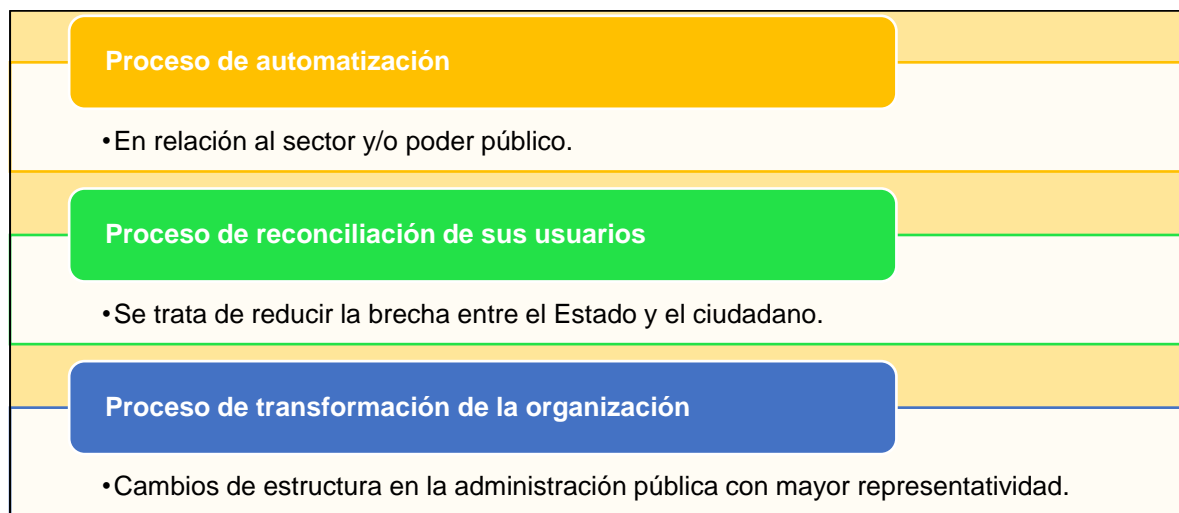 Proceso de automatización
•En relación al sector y/o poder público.
Proceso de reconciliación de sus usuarios
•Se trata de reducir la brecha entre el Estado y el ciudadano.
Proceso de transformación de la organización
•Cambios de estructura en la administración pública con mayor representatividad.